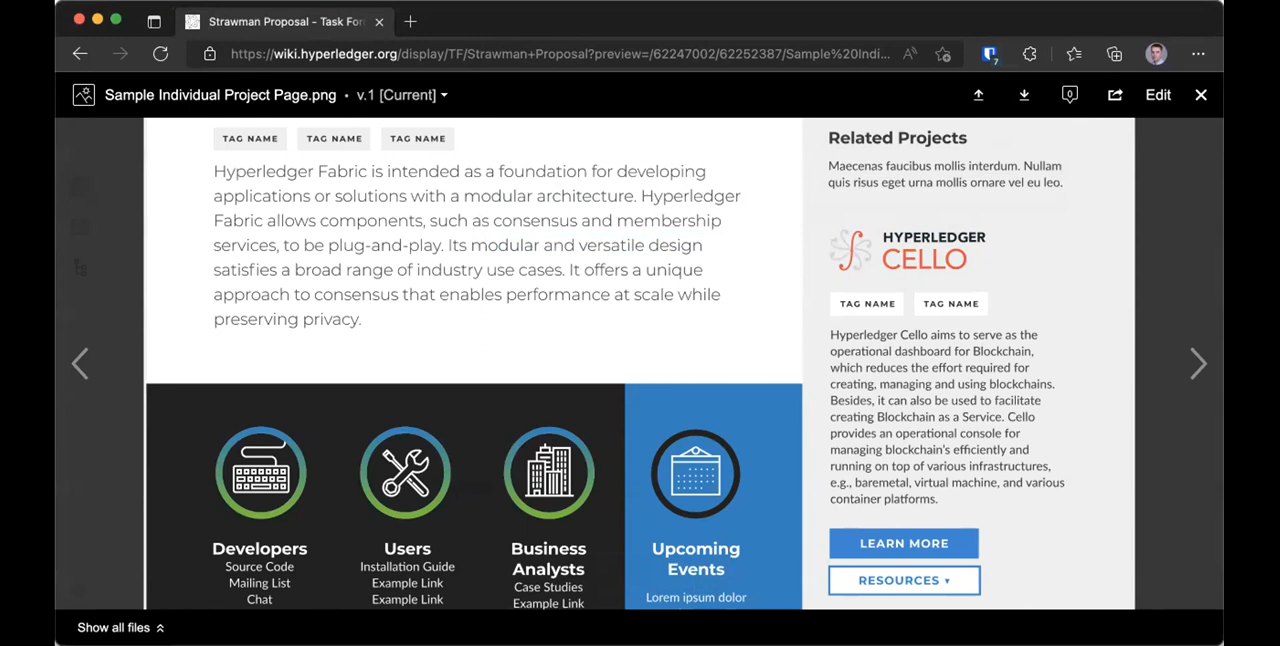 Strawman Proposal - Task For
https://wiki.hyperledger.org/display/TF/Strawman+Proposal?preview=/62247002/62252387/Sample%20Indi...
7
Sample Individual Project Page.png • v.1 [Current]
0
Edit
TAG NAME TAG NAME TAG NAME
Hyperledger Fabric is intended as a foundation for developing
applications or solutions with a modular architecture. Hyperledger
Fabric allows components, such as consensus and membership
services, to be plug-and-play. Its modular and versatile design
satisfies a broad range of industry use cases. It offers a unique
approach to consensus that enables performance at scale while
preserving privacy.
Developers
Source Code
Mailing List
Chat
Users
Installation Guide
Example Link
Example Link
Business
Analysts
Case Studies
Example Link
Upcoming
Events
Lorem ipsum dolor
Related Projects
Maecenas faucibus mollis interdum. Nullam
quis risus eget urna mollis ornare vel eu leo.
HYPERLEDGER
CELLO
TAG NAME TAG NAME
Hyperledger Cello aims to serve as the
operational dashboard for Blockchain,
which reduces the effort required for
creating, managing and using blockchains.
Besides, it can also be used to facilitate
creating Blockchain as a Service. Cello
provides an operational console for
managing blockchain's efficiently and
running on top of various infrastructures,
e.g., baremetal, virtual machine, and various
container platforms.
LEARN MORE
RESOURCES
Show all files